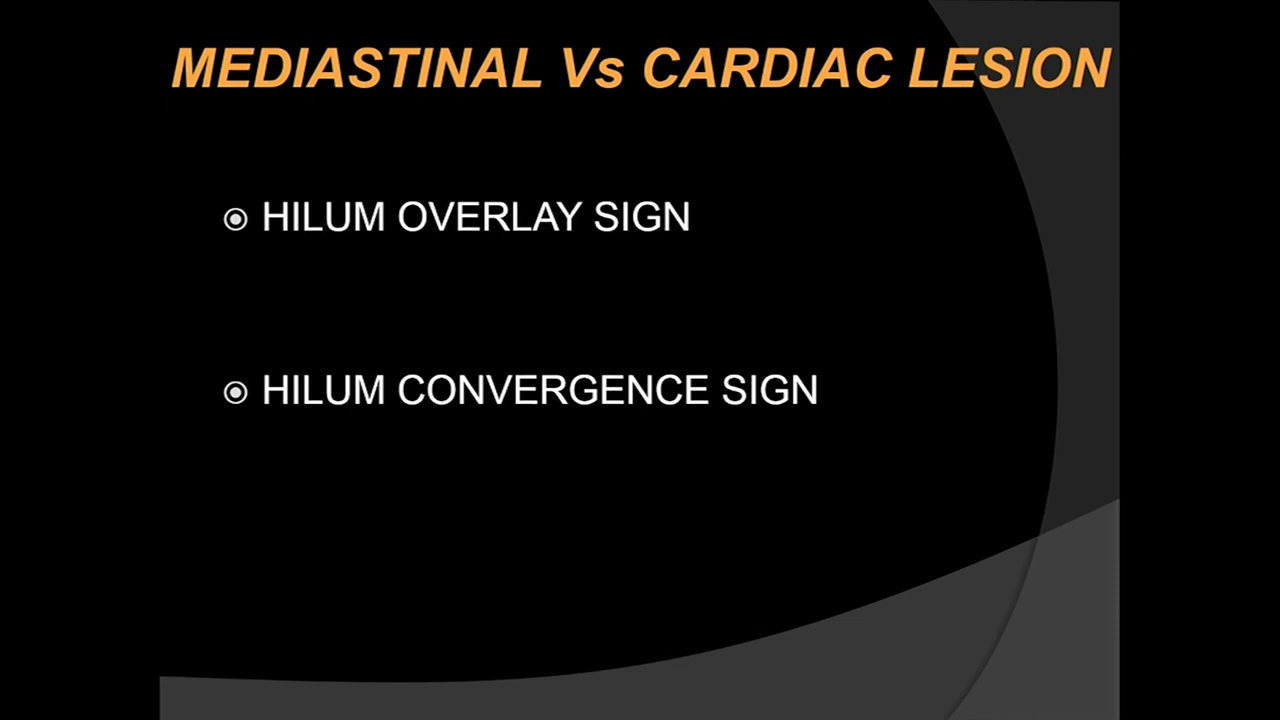 MEDIASTINAL Vs CARDIAC LESION
HILUM OVERLAY SIGN
HILUM CONVERGENCE SIGN